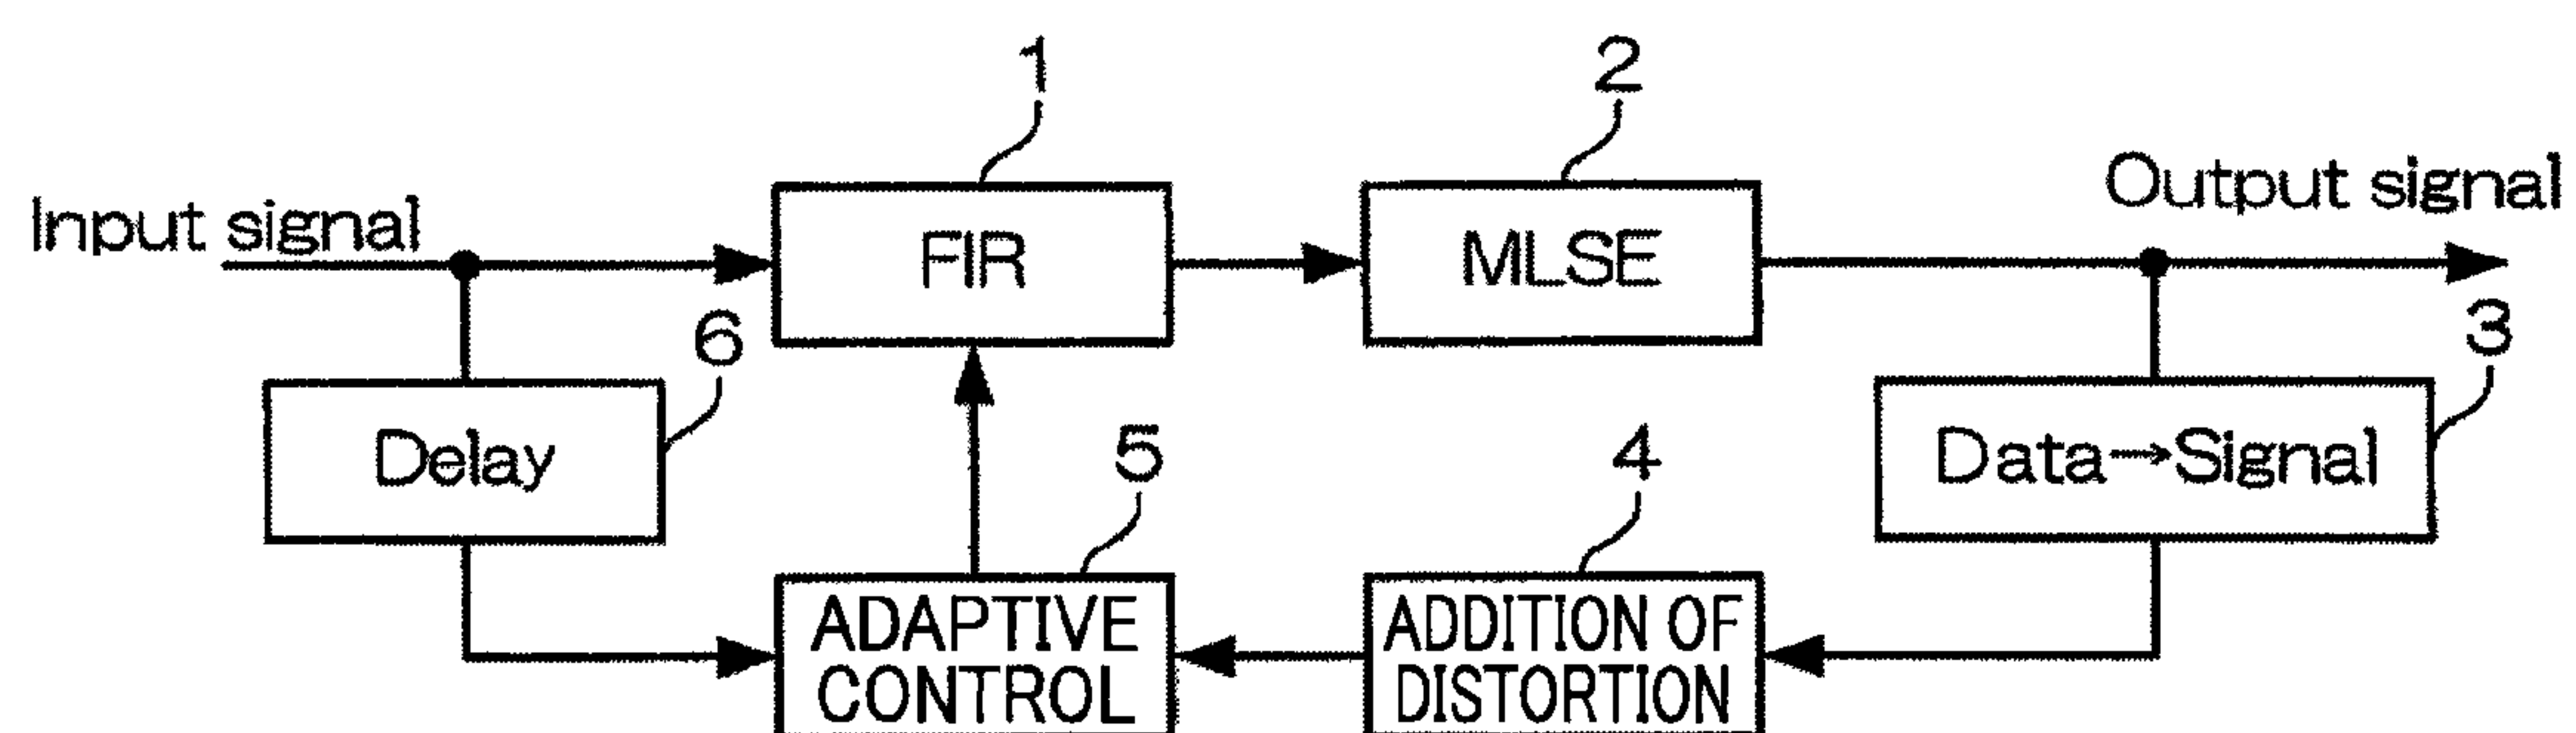 1
2
Input signal
FIR
MLSE
Output signal
6
3
Delay
5
4
Data→Signal
ADAPTIVE
CONTROL
ADDITION OF
DISTORTION